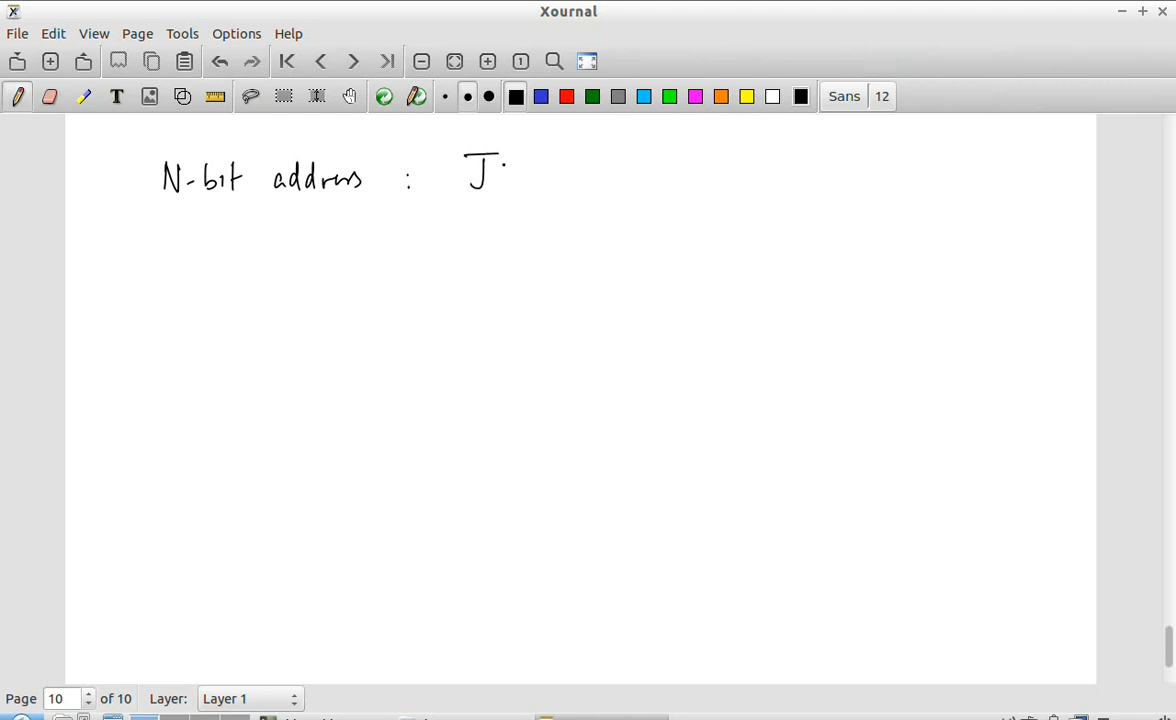 Xournal
File Edit View Page Tools Options Help
T Sans 12
N-bit address : J
Page 10 of 10 Layer: Layer 1